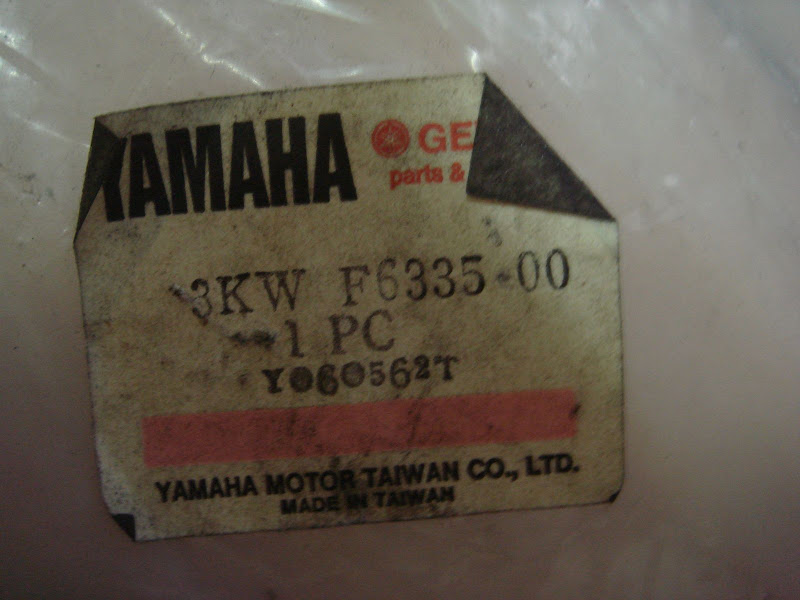 YAMAHA GE
parts &
3KW F6335-00
1 PC
Y060562T
YAMAHA MOTOR TAIWAN CO., LTD.
MADE IN TAIWAN